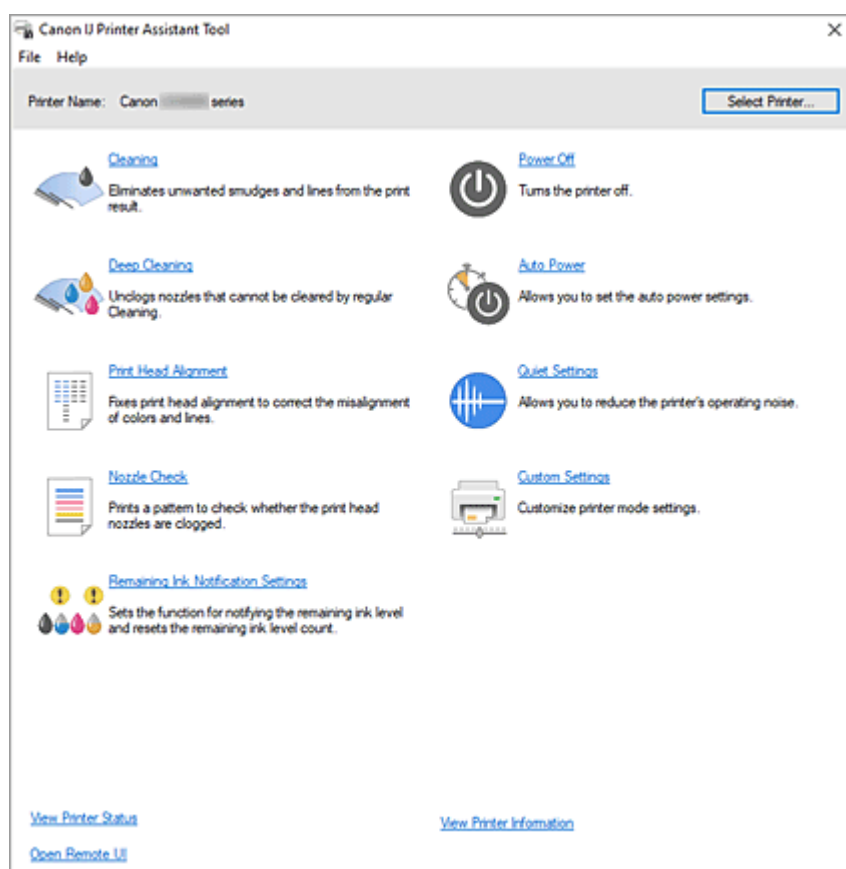 Canon IJ Printer Assistant Tool
File Help
Printer Name: Canon series
Select Printer...
Cleaning
Eliminates unwanted smudges and lines from the print
result.
Deep Cleaning
Unclogs nozzles that cannot be cleared by regular
Cleaning.
Print Head Alignment
Fixes print head alignment to correct the misalignment
of colors and lines.
Nozzle Check
Prints a pattern to check whether the print head
nozzles are clogged.
Remaining Ink Notification Settings
Sets the function for notifying the remaining ink level
and resets the remaining ink level count.
Power Off
Turns the printer off.
Auto Power
Allows you to set the auto power settings.
Quiet Settings
Allows you to reduce the printer's operating noise.
Custom Settings
Customize printer mode settings.
View Printer Status
Open Remote UI
View Printer Information